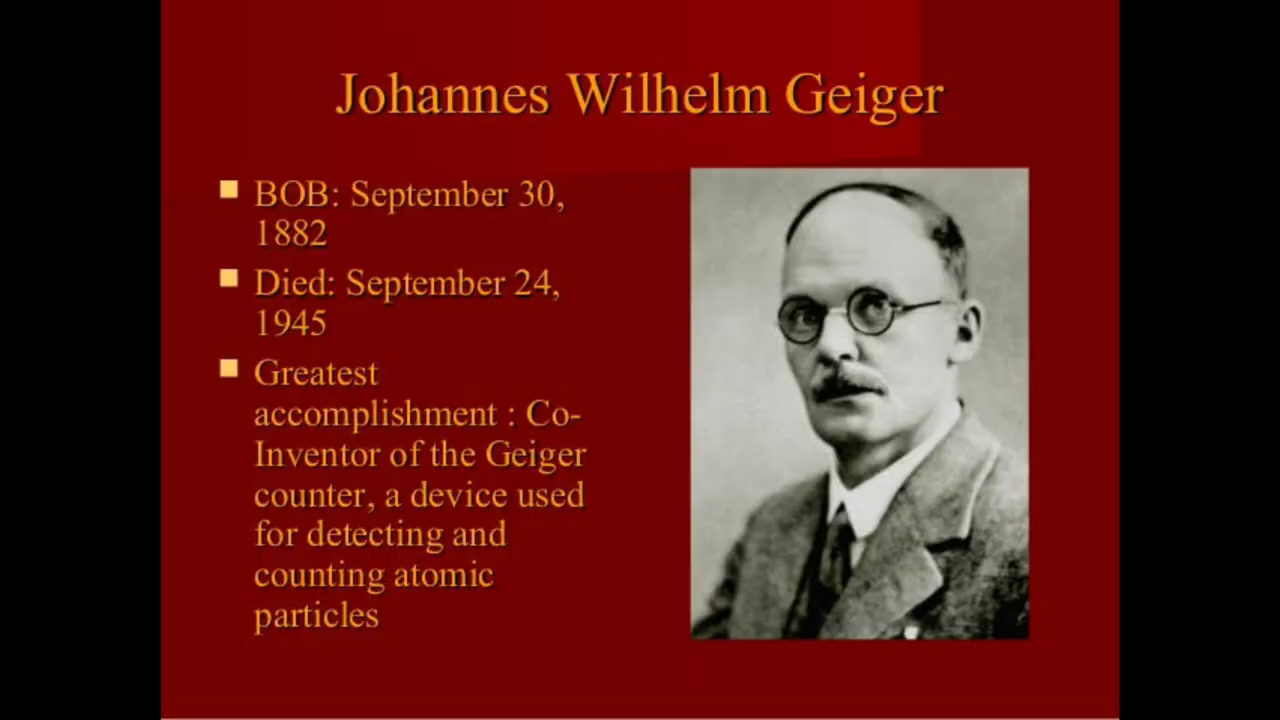 Johannes Wilhelm Geiger
BOB: September 30,
1882
Died: September 24,
1945
Greatest
accomplishment : Co-
Inventor of the Geiger
counter, a device used
for detecting and
counting atomic
particles